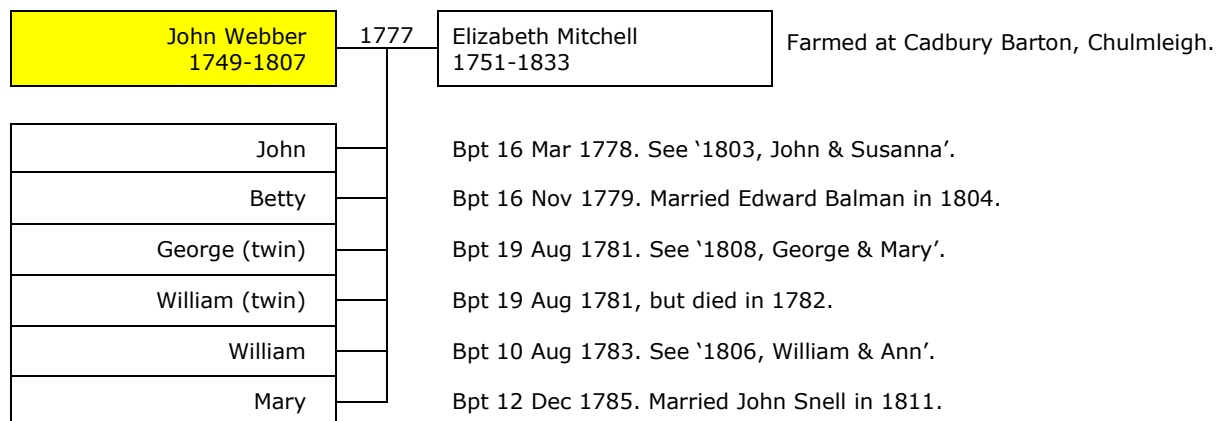 John Webber
1749-1807
1777
Elizabeth Mitchell
1751-1833
Farmed at Cadbury Barton, Chulmleigh.
John
Bpt 16 Mar 1778. See ‘1803, John & Susanna’.
Betty
Bpt 16 Nov 1779. Married Edward Balman in 1804.
George (twin)
Bpt 19 Aug 1781. See ‘1808, George & Mary’.
William (twin)
Bpt 19 Aug 1781, but died in 1782.
William
Bpt 10 Aug 1783. See ‘1806, William & Ann’.
Mary
Bpt 12 Dec 1785. Married John Snell in 1811.